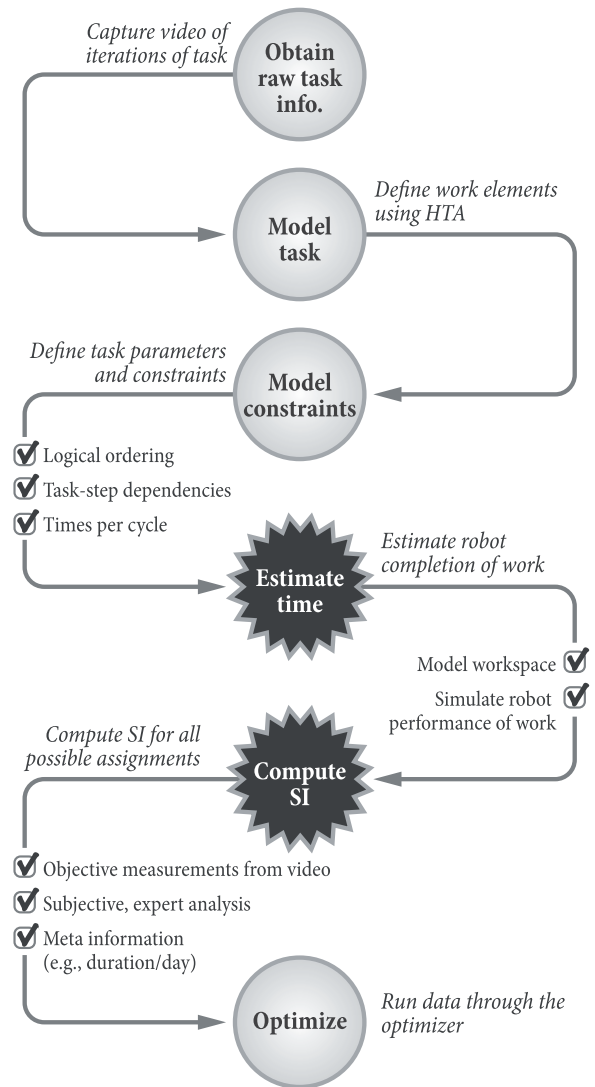 Capture video of
iterations of task
Obtain
raw task
info.
Define work elements
using HTA
Model
task
Define task parameters
and constraints
Model
constraints
Logical ordering
Task-step dependencies
Times per cycle
Estimate robot
completion of work
Estimate
time
Model workspace
Simulate robot
performance of work
Compute SI for all
possible assignments
Compute
SI
Objective measurements from video
Subjective, expert analysis
Meta information
(e.g., duration/day)
Optimize
Run data through the
optimizer